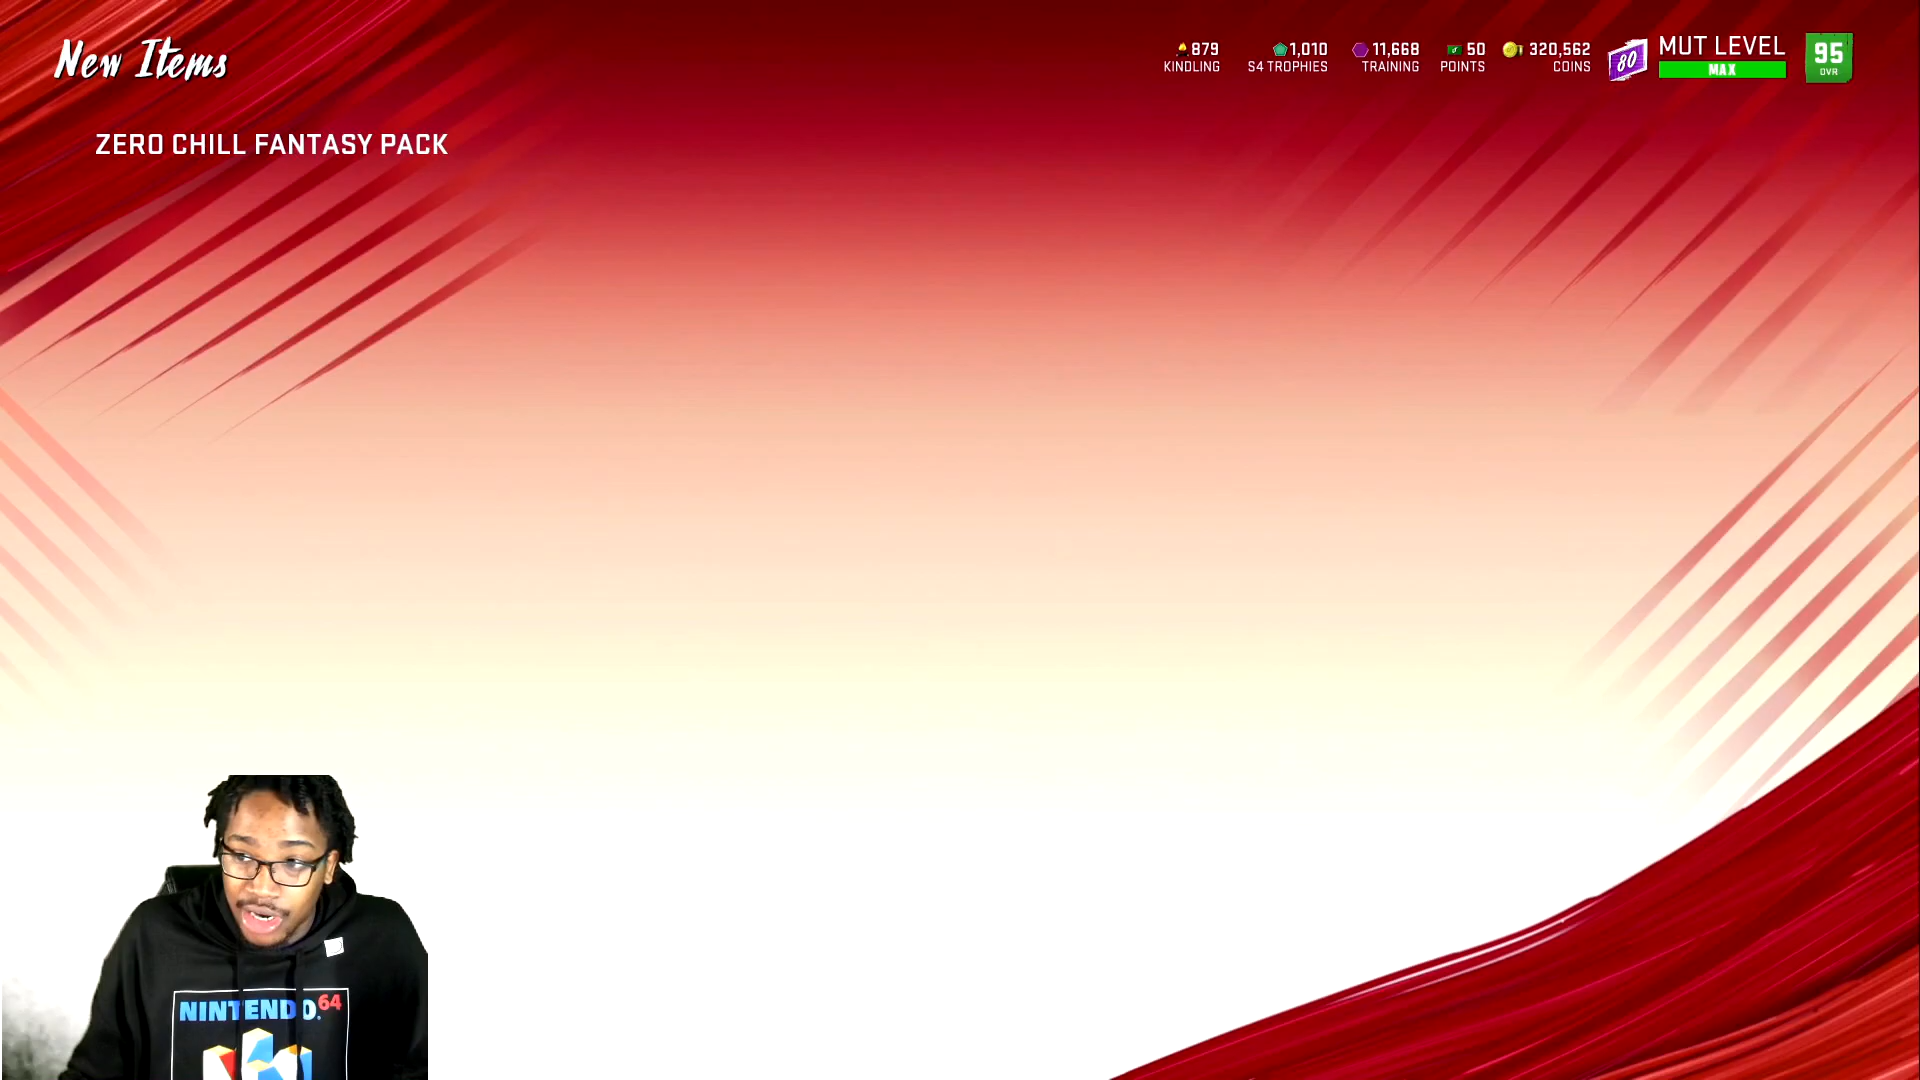 New Items
879
KINDLING
1,010
S4 TROPHIES
11,668
TRAINING
50
POINTS
320,562
COINS
80
MUT LEVEL
MAX
95
OVR
ZERO CHILL FANTASY PACK
NINTENDO.64